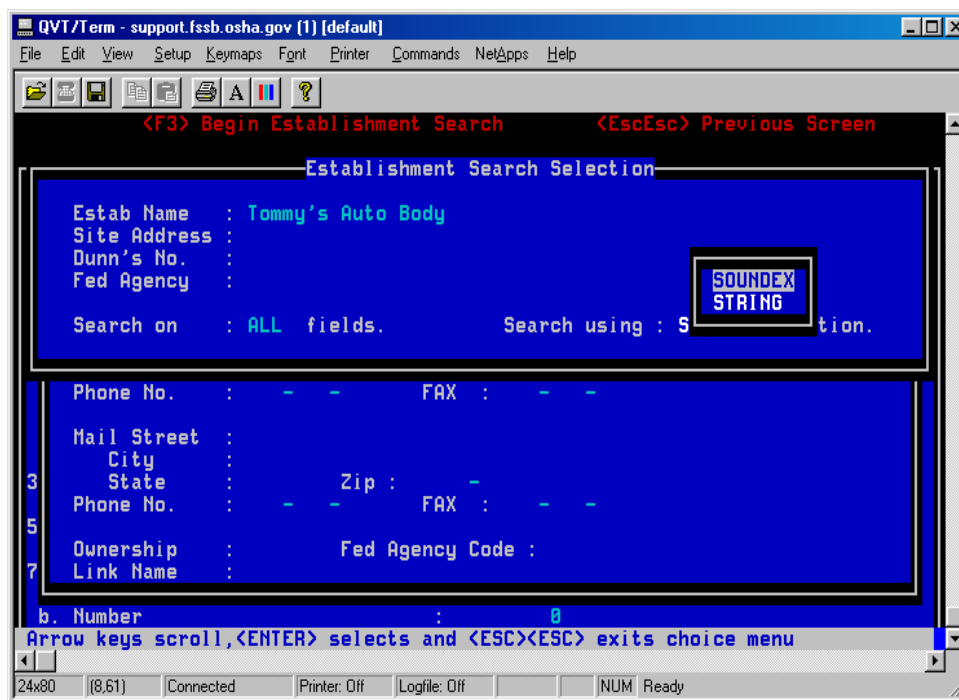 QVT/Term - support.fssb.osha.gov (1) [default]
File Edit View Setup Keymaps Font Printer Commands NetApps Help
<F3> Begin Establishment Search <EscEsc> Previous Screen
Establishment Search Selection
Estab Name : Tommy's Auto Body
Site Address :
Dunn's No. :
Fed Agency :
SOUNDEX
STRING
Search on : ALL fields. Search using : S tion.
Phone No. : - - FAX : - -
Mail Street :
City :
3 State : Zip : -
Phone No. : - - FAX : - -
5
Ownership : Fed Agency Code :
7 Link Name :
b. Number : 0
Arrow keys scroll,<ENTER> selects and <ESC><ESC> exits choice menu
24x80 (8,61) Connected Printer: Off Logfile: Off NUM Ready